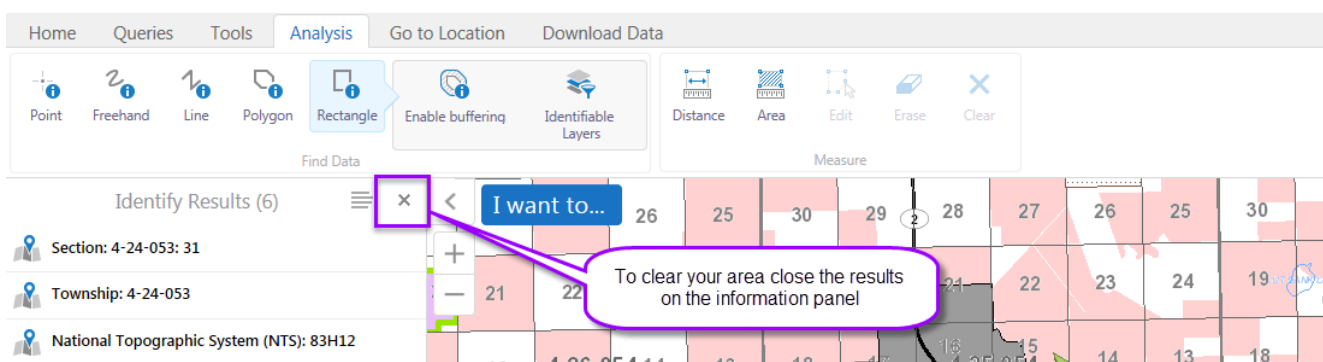 Home Queries Tools Analysis Go to Location Download Data
Point Freehand Line Polygon Rectangle Enable buffering Identifiable Layers Distance Area Edit Erase Clear
Find Data Measure
Identify Results (6)
I want to...
Section: 4-24-053: 31
Township: 4-24-053
National Topographic System (NTS): 83H12
To clear your area close the results
on the information panel
26 25 30 29 2 28 27 26 25 30
21 22 21 22 23 24 19
16 15 14 13 18